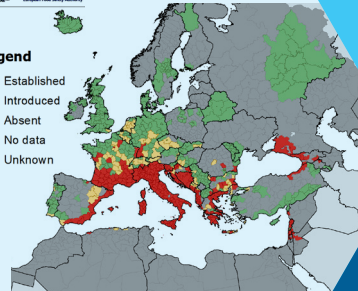 gend
Established
Introduced
Absent
No data
Unknown